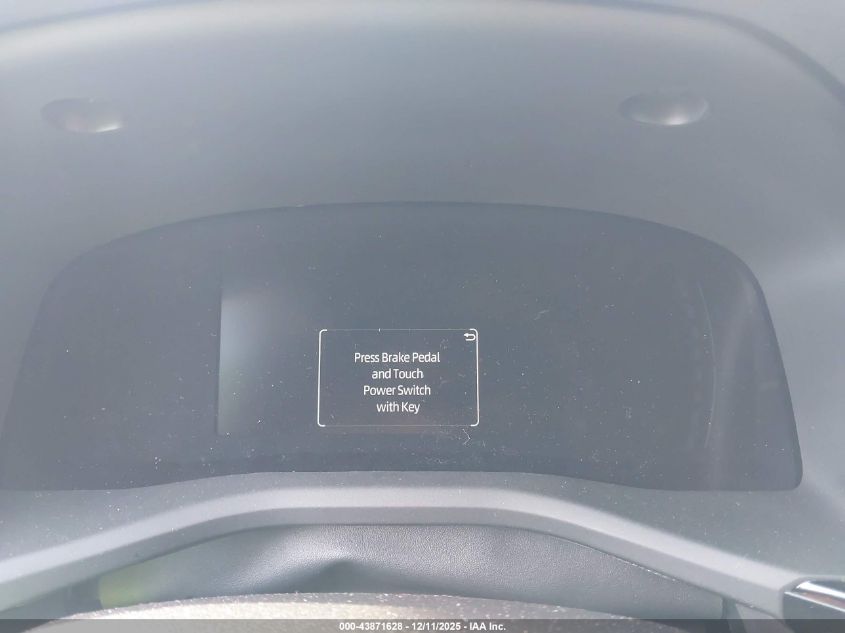 Press Brake Pedal
and Touch
Power Switch
with Key
000-43871628 - 12/11/2025 - IAA Inc.